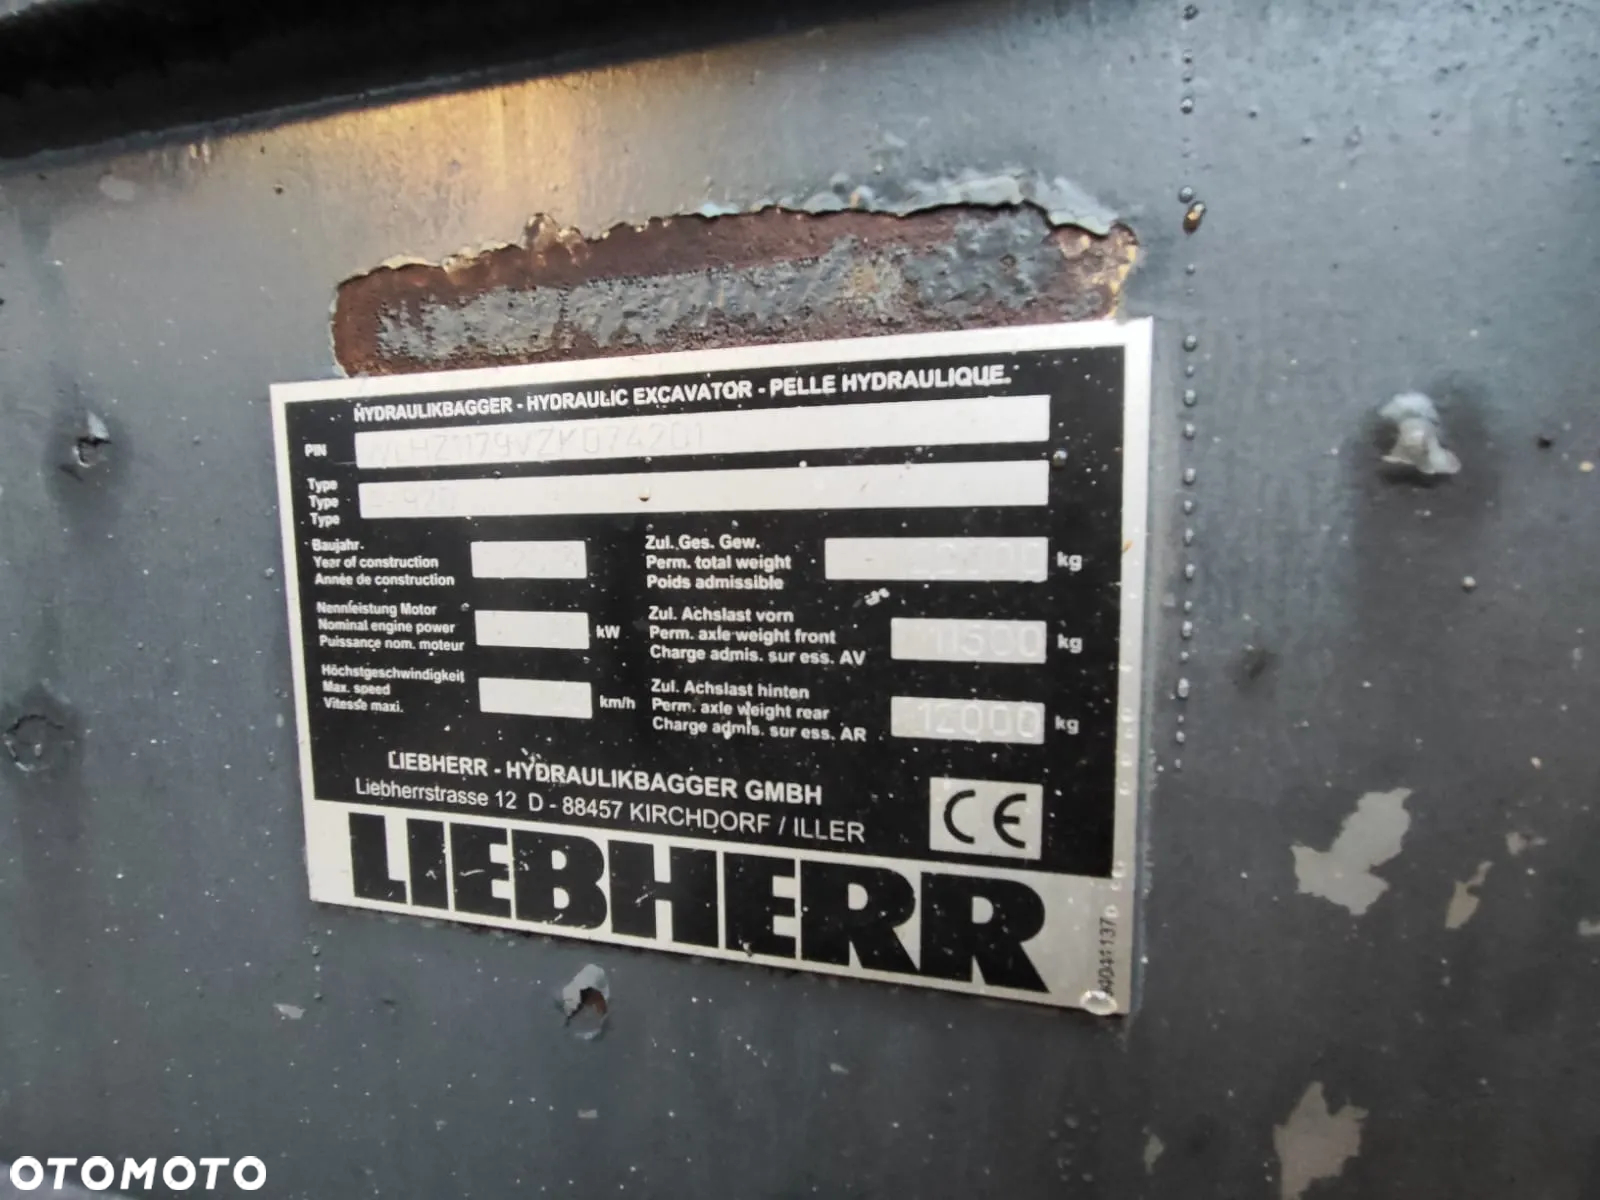 HYDRAULIKBAGGER - HYDRAULIC EXCAVATOR - PELLE HYDRAULIQUE.
PIN WLHZ1179VZK074201
Type
Type
Type
Baujahr
Year of construction
Année de construction
Nennleistung Motor
Nominal engine power kW
Puissance nom. moteur
Höchstgeschwindigkeit
Max. speed km/h
Vitesse maxi.
Zul. Ges. Gew.
Perm. total weight kg
Poids admissible
Zul. Achslast vorn
Perm. axle weight front 11500 kg
Charge admis. sur ess. AV
Zul. Achslast hinten
Perm. axle weight rear 12000 kg
Charge admis. sur ess. AR
LIEBHERR - HYDRAULIKBAGGER GMBH
Liebherrstrasse 12 D - 88457 KIRCHDORF / ILLER
CE
LIEBHERR
OTOMOTO